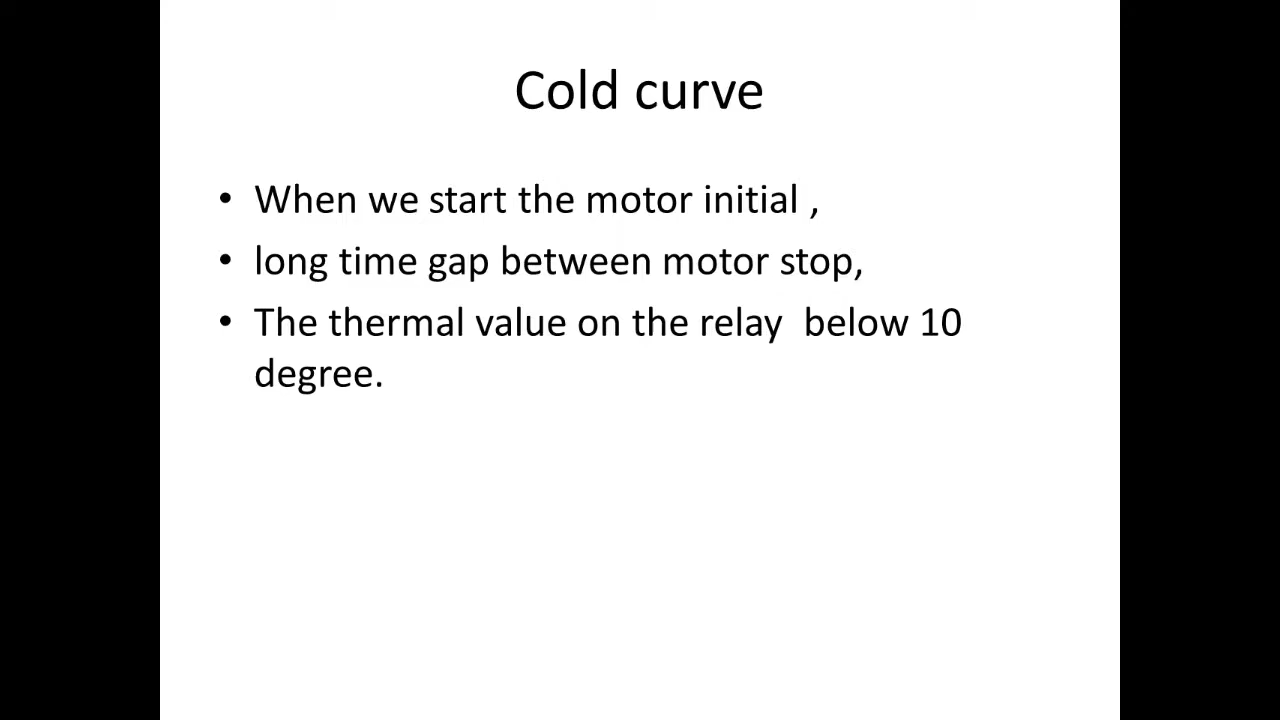 Cold curve
• When we start the motor initial ,
• long time gap between motor stop,
• The thermal value on the relay  below 10
degree.